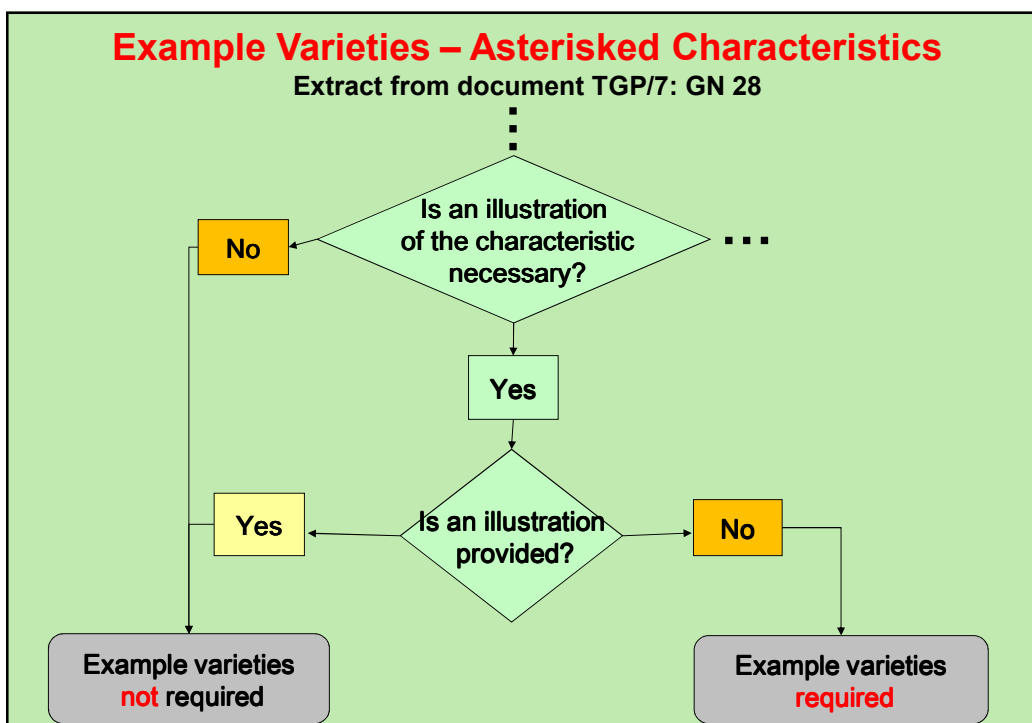 Example Varieties – Asterisked Characteristics
Extract from document TGP/7: GN 28
Is an illustration
of the characteristic
necessary?
No
Yes
Is an illustration
provided?
Yes
No
Example varieties
not required
Example varieties
required